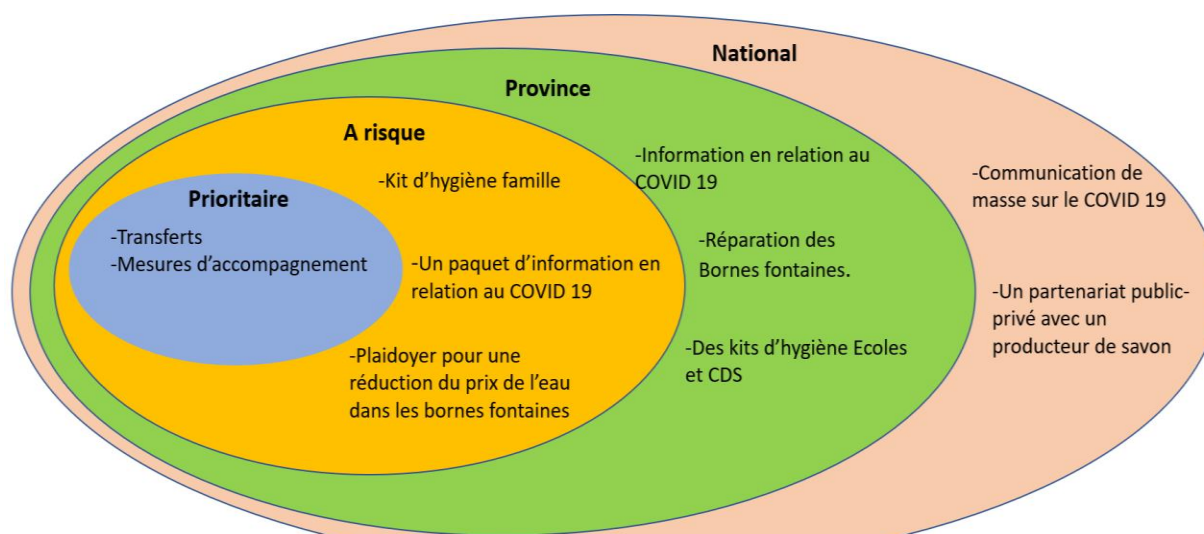 National
Province
A risque
-Kit d’hygiène famille
-Un paquet d’information en
relation au COVID 19
-Plaidoyer pour une
réduction du prix de l’eau
dans les bornes fontaines
Prioritaire
-Transferts
-Mesures d’accompagnement
-Information en relation au
COVID 19
-Réparation des
Bornes fontaines.
-Des kits d’hygiène Ecoles
et CDS
-Communication de
masse sur le COVID 19
-Un partenariat public-
privé avec un
producteur de savon